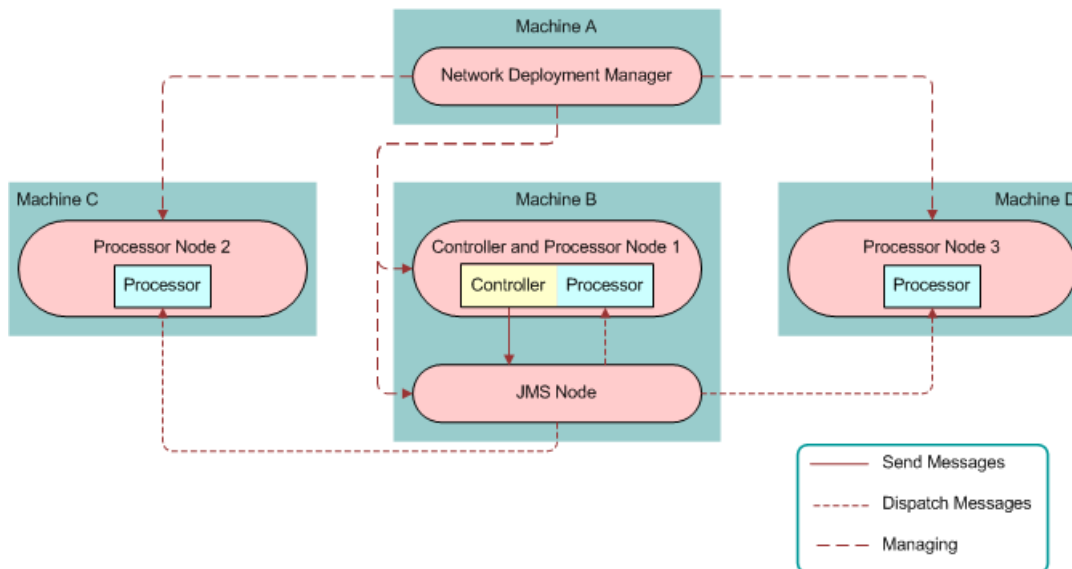 Machine A
Network Deployment Manager
Machine C
Processor Node 2
Processor
Machine B
Controller and Processor Node 1
Controller
Processor
JMS Node
Machine D
Processor Node 3
Processor
Send Messages
Dispatch Messages
Managing